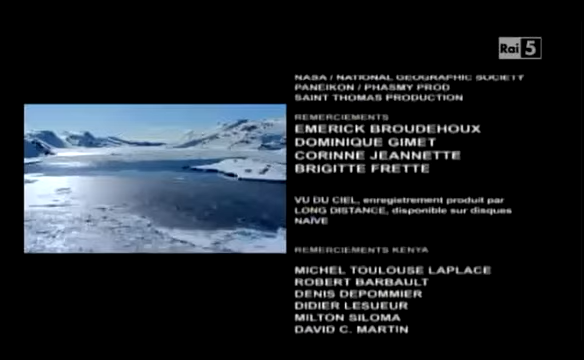 Rai 5
NASA / NATIONAL GEOGRAPHIC SOCIETY
PANEIKON / PHASMY PROD
SAINT THOMAS PRODUCTION
REMERCIEMENTS
EMERICK BROUDEHOUX
DOMINIQUE GIMET
CORINNE JEANNETTE
BRIGITTE FRETTE
VU DU CIEL, enregistrement produit par
LONG DISTANCE, disponible sur disques
NAÏVE
REMERCIEMENTS KENYA
MICHEL TOULOUSE LAPLACE
ROBERT BARBAULT
DENIS DEPOMMIER
DIDIER LESUEUR
MILTON SILOMA
DAVID C. MARTIN